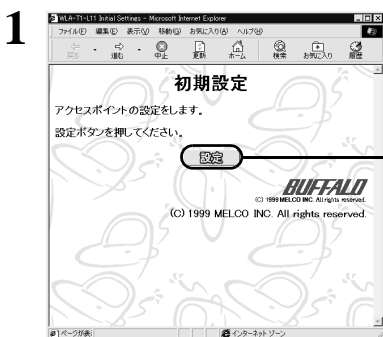 1
WLA-T1-L11 Initial Settings - Microsoft Internet Explorer
ファイル(F) 編集(E) 表示(V) 移動(G) お気に入り(A) ヘルプ(H)
戻る 進む 中止 更新 ホーム 検索 お気に入り 履歴
初期設定
アクセスポイントの設定をします。
設定ボタンを押してください。
設定
BUFFALO
(C) 1999 MELCO INC. All rights reserved.
(C) 1999 MELCO INC. All rights reserved.
ページが表
インターネット ゾーン